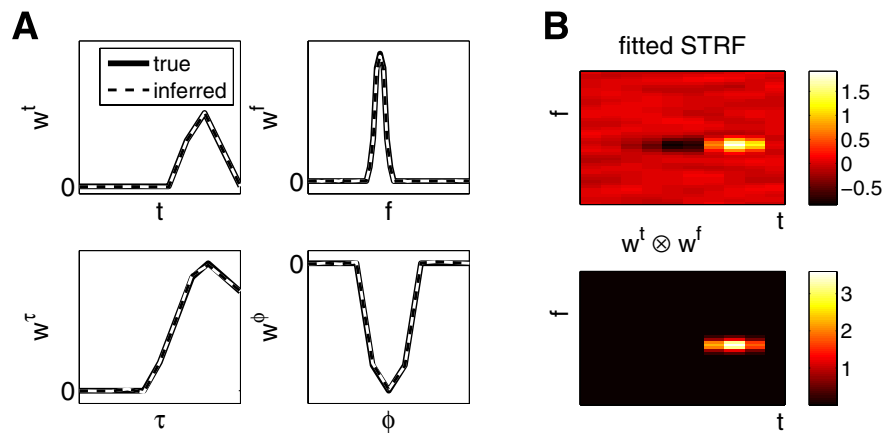 A
true
inferred
w^t
0
t
w^f
0
f
w^τ
0
τ
w^ϕ
0
ϕ
B
fitted STRF
f
t
1.5
1
0.5
0
−0.5
w^t ⊗ w^f
f
t
3
2
1